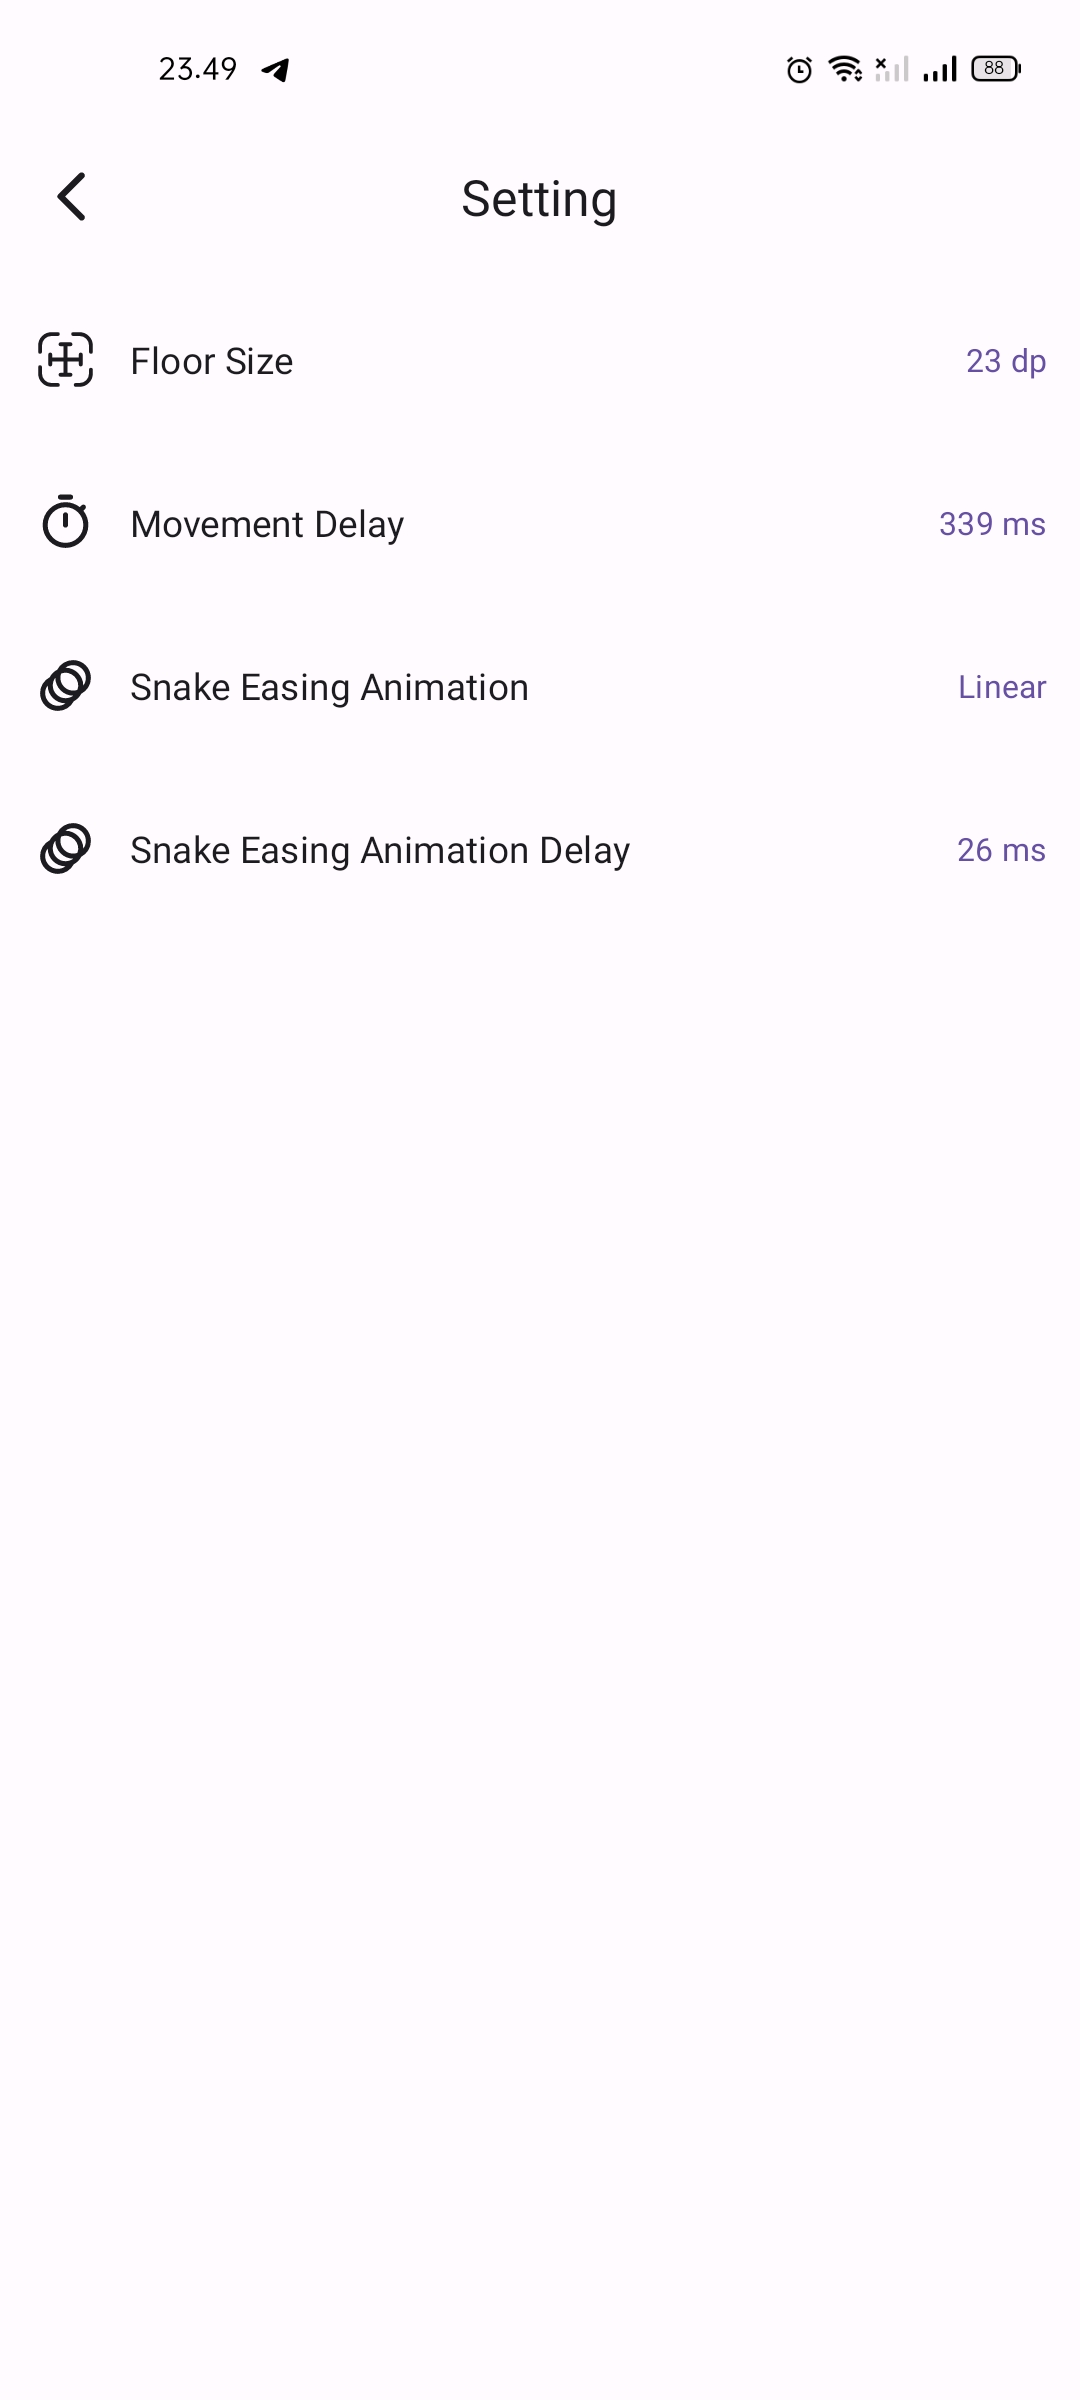 23.49
88
Setting
Floor Size 23 dp
Movement Delay 339 ms
Snake Easing Animation Linear
Snake Easing Animation Delay 26 ms